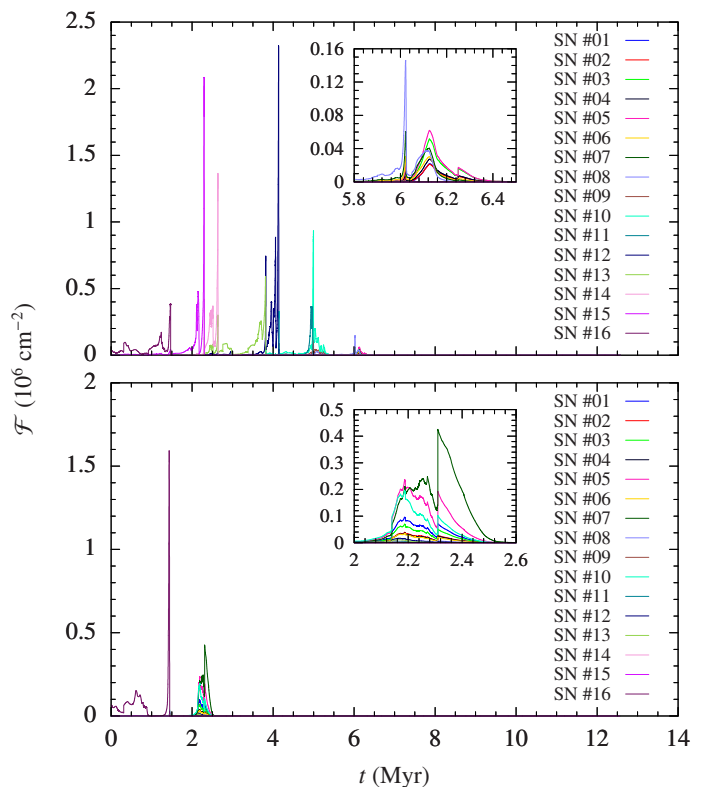 2.5
2
1.5
1
0.5
0
0.16
0.12
0.08
0.04
0
5.8 6 6.2 6.4
SN #01
SN #02
SN #03
SN #04
SN #05
SN #06
SN #07
SN #08
SN #09
SN #10
SN #11
SN #12
SN #13
SN #14
SN #15
SN #16
ℱ (10⁶ cm⁻²)
2
1.5
1
0.5
0
0.5
0.4
0.3
0.2
0.1
0
2 2.2 2.4 2.6
SN #01
SN #02
SN #03
SN #04
SN #05
SN #06
SN #07
SN #08
SN #09
SN #10
SN #11
SN #12
SN #13
SN #14
SN #15
SN #16
0 2 4 6 8 10 12 14
t (Myr)